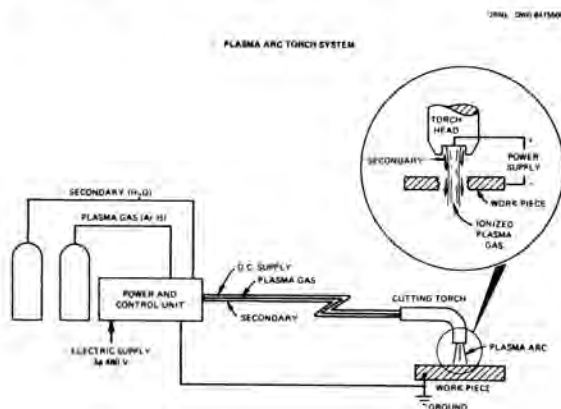 PLASMA ARC TORCH SYSTEM
TORCH
HEAD
SECONDARY
+
POWER
SUPPLY
-
WORK PIECE
IONIZED
PLASMA
GAS
SECONDARY (H₂O)
PLASMA GAS (Ar H)
D.C. SUPPLY
PLASMA GAS
SECONDARY
POWER AND
CONTROL UNIT
CUTTING TORCH
PLASMA ARC
ELECTRIC SUPPLY
WORK PIECE
GROUND